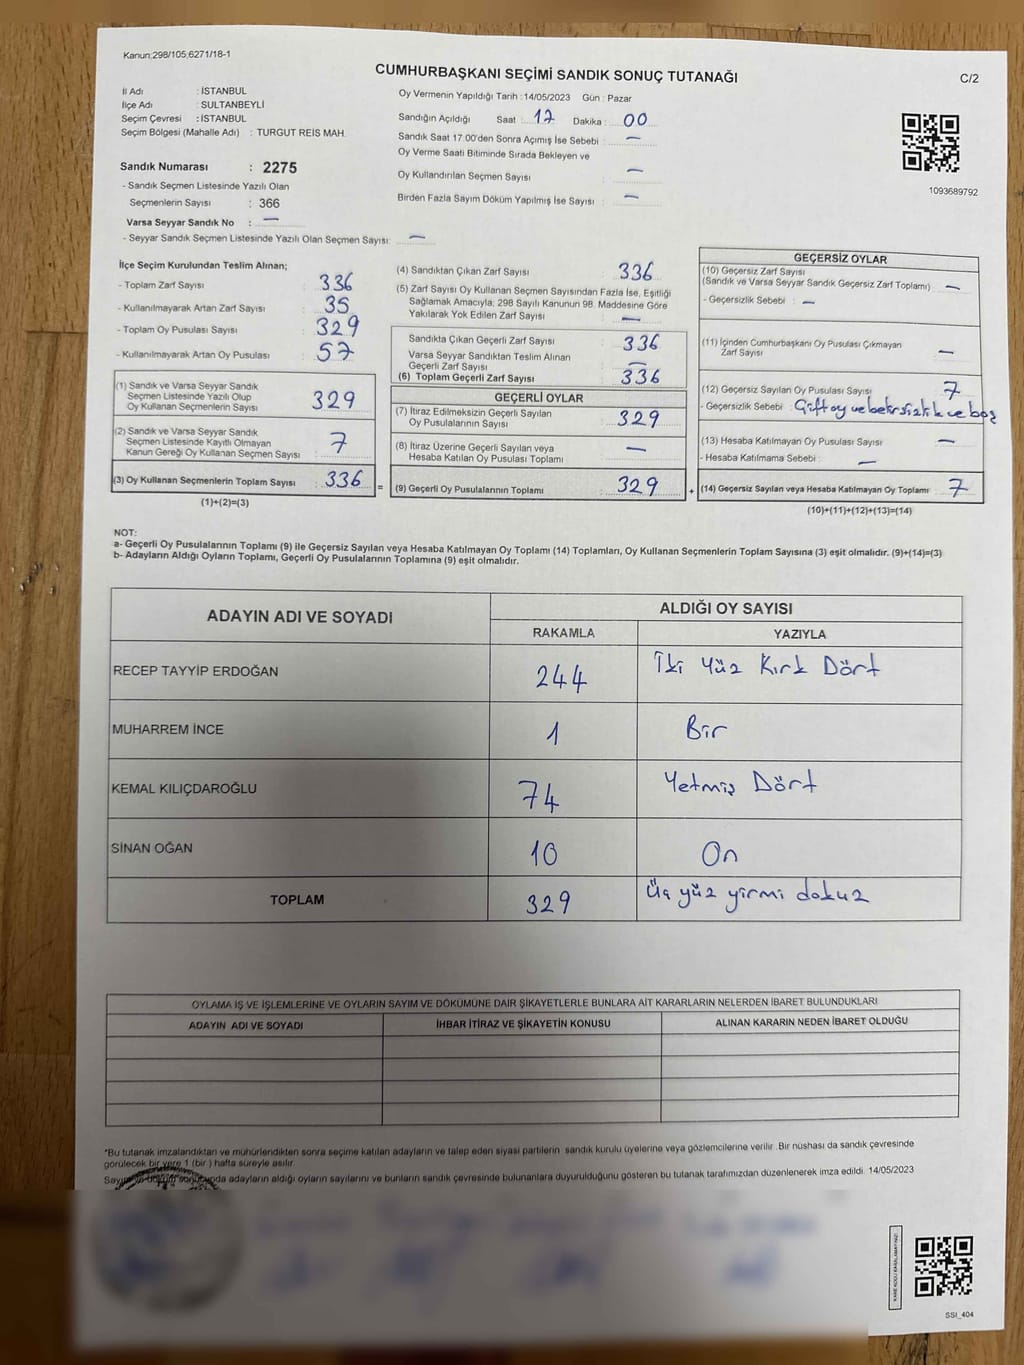 Kanun:298/105;6271/18-1
CUMHURBAŞKANI SEÇİMİ SANDIK SONUÇ TUTANAĞI
C/2
İl Adı : İSTANBUL
İlçe Adı : SULTANBEYLİ
Seçim Çevresi : İSTANBUL
Seçim Bölgesi (Mahalle Adı) : TURGUT REİS MAH.
Oy Vermenin Yapıldığı Tarih : 14/05/2023 Gün : Pazar
Sandığın Açıldığı Saat : 17 Dakika : 00
Sandık Saat 17.00'den Sonra Açımış İse Sebebi : —
Oy Verme Saati Bitiminde Sırada Bekleyen ve
Oy Kullandırılan Seçmen Sayısı : —
Birden Fazla Sayım Döküm Yapılmış İse Sayısı : —
1093689792
Sandık Numarası : 2275
- Sandık Seçmen Listesinde Yazılı Olan
Seçmenlerin Sayısı : 366
Varsa Seyyar Sandık No : —
- Seyyar Sandık Seçmen Listesinde Yazılı Olan Seçmen Sayısı: —
İlçe Seçim Kurulundan Teslim Alınan;
- Toplam Zarf Sayısı : 336
- Kullanılmayarak Artan Zarf Sayısı : 35
- Toplam Oy Pusulası Sayısı : 329
- Kullanılmayarak Artan Oy Pusulası : 57
(1) Sandık ve Varsa Seyyar Sandık
Seçmen Listesinde Yazılı Olup
Oy Kullanan Seçmenlerin Sayısı : 329
(2) Sandık ve Varsa Seyyar Sandık
Seçmen Listesinde Kayıtlı Olmayan
Kanun Gereği Oy Kullanan Seçmen Sayısı : 7
(3) Oy Kullanan Seçmenlerin Toplam Sayısı : 336 =
(1)+(2)=(3)
(4) Sandıktan Çıkan Zarf Sayısı : 336
(5) Zarf Sayısı Oy Kullanan Seçmen Sayısından Fazla İse, Eşitliği
Sağlamak Amacıyla; 298 Sayılı Kanunun 98. Maddesine Göre
Yakılarak Yok Edilen Zarf Sayısı : —
Sandıkta Çıkan Geçerli Zarf Sayısı : 336
Varsa Seyyar Sandıktan Teslim Alınan
Geçerli Zarf Sayısı : —
(6) Toplam Geçerli Zarf Sayısı : 336
GEÇERLİ OYLAR
(7) İtiraz Edilmeksizin Geçerli Sayılan
Oy Pusulasının Sayısı : 329
(8) İtiraz Üzerine Geçerli Sayılan veya
Hesaba Katılan Oy Pusulası Toplamı : —
(9) Geçerli Oy Pusulalarının Toplamı : 329 +
GEÇERSİZ OYLAR
(10) Geçersiz Zarf Sayısı
(Sandık ve Varsa Seyyar Sandık Geçersiz Zarf Toplamı) : —
- Geçersizlik Sebebi : —
(11) İçinden Cumhurbaşkanı Oy Pusulası Çıkmayan
Zarf Sayısı —
(12) Geçersiz Sayılan Oy Pusulası Sayısı : 7
- Geçersizlik Sebebi : Çift oy ve belirsizlik ve boş
(13) Hesaba Katılmayan Oy Pusulası Sayısı : —
- Hesaba Katılmama Sebebi : —
(14) Geçersiz Sayılan veya Hesaba Katılmayan Oy Toplamı : 7
(10)+(11)+(12)+(13)=(14)
NOT:
a- Geçerli Oy Pusulalarının Toplamı (9) ile Geçersiz Sayılan veya Hesaba Katılmayan Oy Toplamı (14) Toplamları, Oy Kullanan Seçmenlerin Toplam Sayısına (3) eşit olmalıdır. (9)+(14)=(3)
b- Adayların Aldığı Oyların Toplamı, Geçerli Oy Pusulalarının Toplamına (9) eşit olmalıdır.
ADAYIN ADI VE SOYADI
ALDIĞI OY SAYISI
RAKAMLA YAZIYLA
RECEP TAYYİP ERDOĞAN 244 İki Yüz Kırk Dört
MUHARREM İNCE 1 Bir
KEMAL KILIÇDAROĞLU 74 Yetmiş Dört
SİNAN OĞAN 10 On
TOPLAM 329 Üç yüz yirmi dokuz
OYLAMA İŞ VE İŞLEMLERİNE VE OYLARIN SAYIM VE DÖKÜMÜNE DAİR ŞİKAYETLERLE BUNLARA AİT KARARLARIN NELERDEN İBARET BULUNDUKLARI
ADAYIN ADI VE SOYADI İHBAR İTİRAZ VE ŞİKAYETİN KONUSU ALINAN KARARIN NEDEN İBARET OLDUĞU
*Bu tutanak imzalandıktan ve mühürlendikten sonra seçime katılan adayların ve talep eden siyasi partilerin sandık kurulu üyelerine veya gözlemcilerine verilir. Bir nüshası da sandık çevresinde
görülecek bir yere 1 (bir ) hafta süreyle asılır.
Sayım ve döküm sonucunda adayların aldığı oyların sayılarını ve bunların sandık çevresinde bulunanlara duyurulduğunu gösteren bu tutanak tarafımızdan düzenlenerek imza edildi. 14/05/2023
SSİ_404